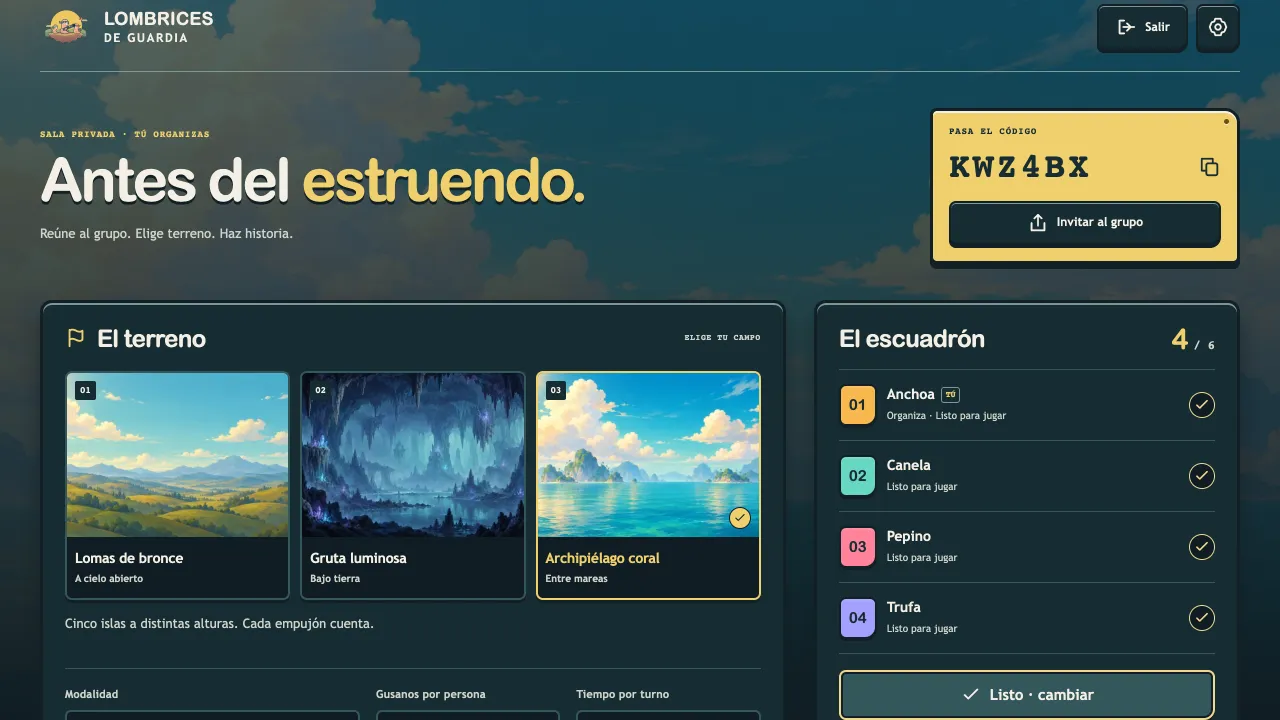 LOMBRICES
DE GUARDIA
Salir
SALA PRIVADA · TÚ ORGANIZAS
Antes del estruendo.
Reúne al grupo. Elige terreno. Haz historia.
PASA EL CÓDIGO
KWZ4BX
Invitar al grupo
El terreno
ELIGE TU CAMPO
01
Lomas de bronce
A cielo abierto
02
Gruta luminosa
Bajo tierra
03
Archipiélago coral
Entre mareas
Cinco islas a distintas alturas. Cada empujón cuenta.
Modalidad
Gusanos por persona
Tiempo por turno
El escuadrón
4 / 6
01
Anchoa TÚ
Organiza · Listo para jugar
02
Canela
Listo para jugar
03
Pepino
Listo para jugar
04
Trufa
Listo para jugar
Listo · cambiar